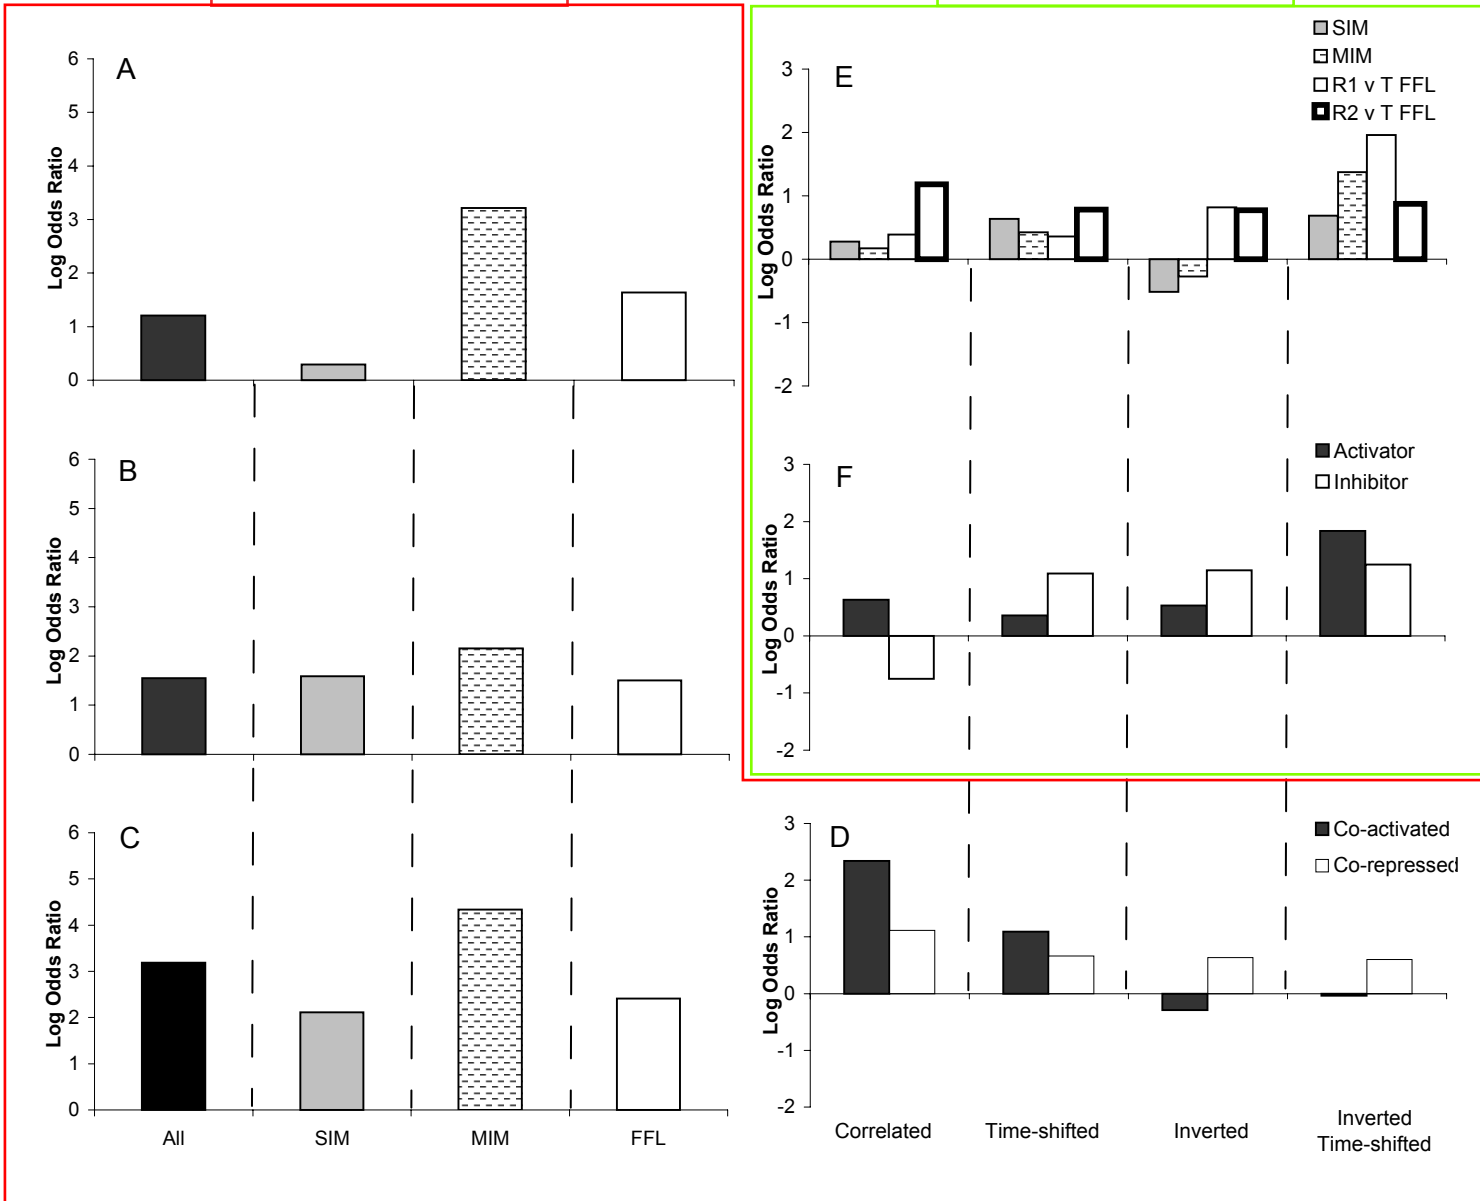 A
6
5
4
3
2
1
0
Log Odds Ratio
B
6
5
4
3
2
1
0
Log Odds Ratio
C
6
5
4
3
2
1
0
Log Odds Ratio
All
SIM
MIM
FFL
E
SIM
MIM
R1 v T FFL
R2 v T FFL
3
2
1
0
-1
-2
Log Odds Ratio
F
Activator
Inhibitor
3
2
1
0
-1
-2
Log Odds Ratio
D
Co-activated
Co-repressed
3
2
1
0
-1
-2
Log Odds Ratio
Correlated
Time-shifted
Inverted
Inverted
Time-shifted